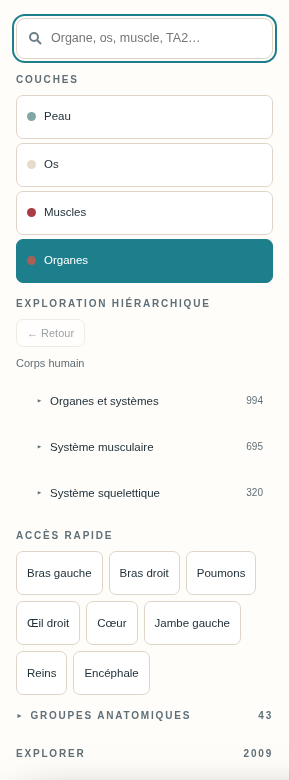 Organe, os, muscle, TA2…
COUCHES
Peau
Os
Muscles
Organes
EXPLORATION HIÉRARCHIQUE
← Retour
Corps humain
▸ Organes et systèmes 994
▸ Système musculaire 695
▸ Système squelettique 320
ACCÈS RAPIDE
Bras gauche Bras droit Poumons
Œil droit Cœur Jambe gauche
Reins Encéphale
▸ GROUPES ANATOMIQUES 43
EXPLORER 2009